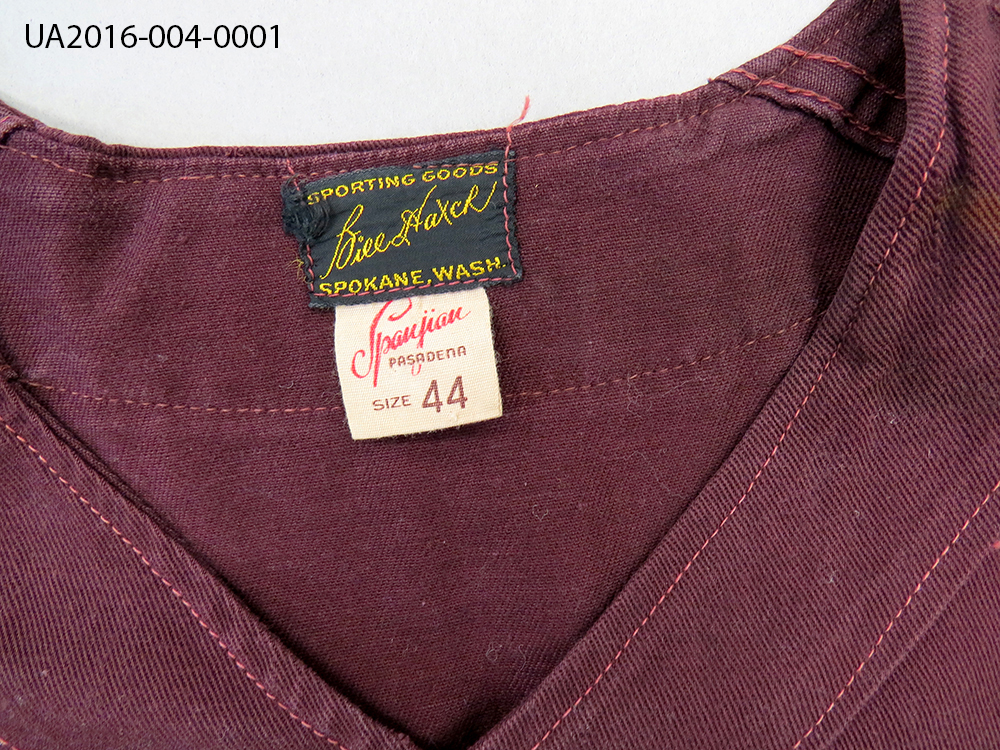 UA2016-004-0001
SPORTING GOODS
Bill Hatch
SPOKANE, WASH.
Spanjian
PASADENA
SIZE 44